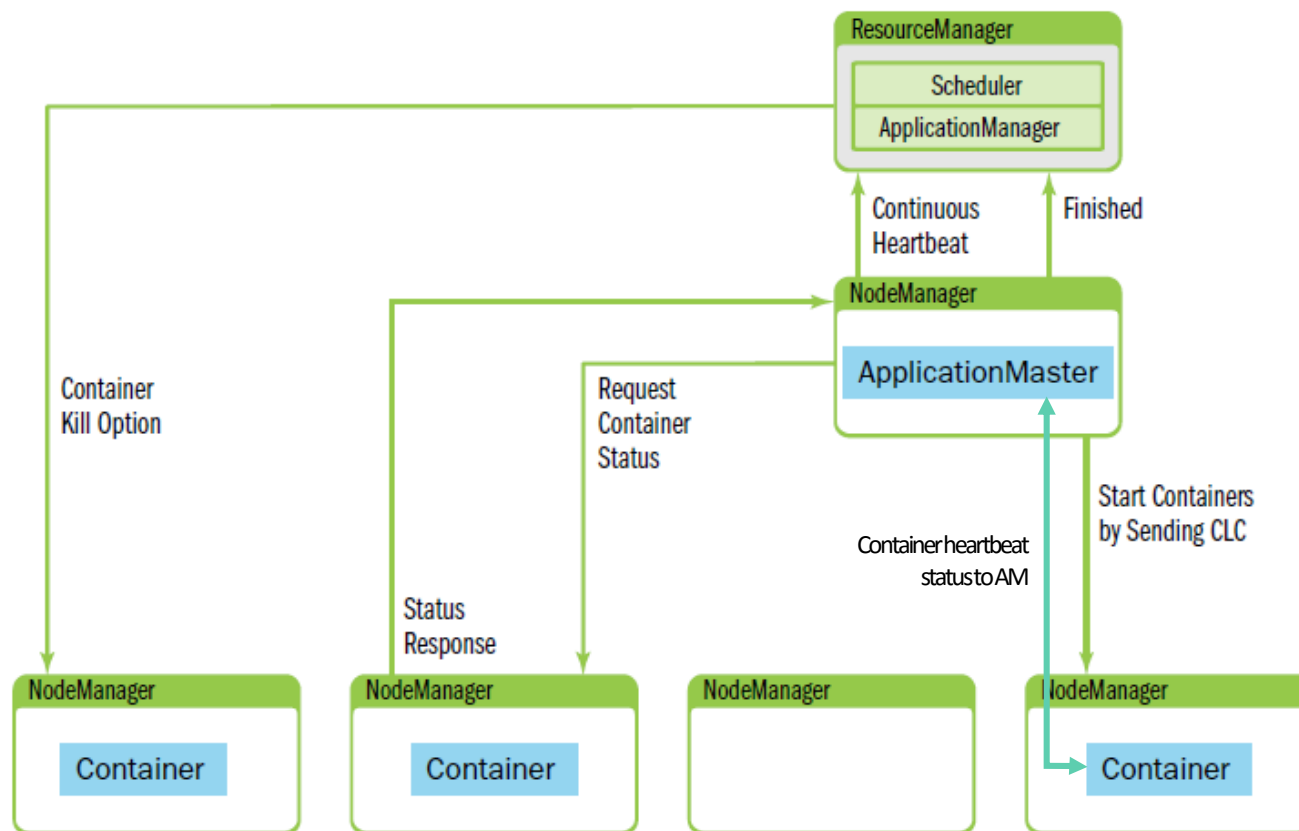 ResourceManager
Scheduler
ApplicationManager
Continuous
Heartbeat
Finished
NodeManager
ApplicationMaster
Container
Kill Option
Request
Container
Status
Start Containers
by Sending CLC
Container heartbeat
status to AM
Status
Response
NodeManager
Container
NodeManager
Container
NodeManager
NodeManager
Container